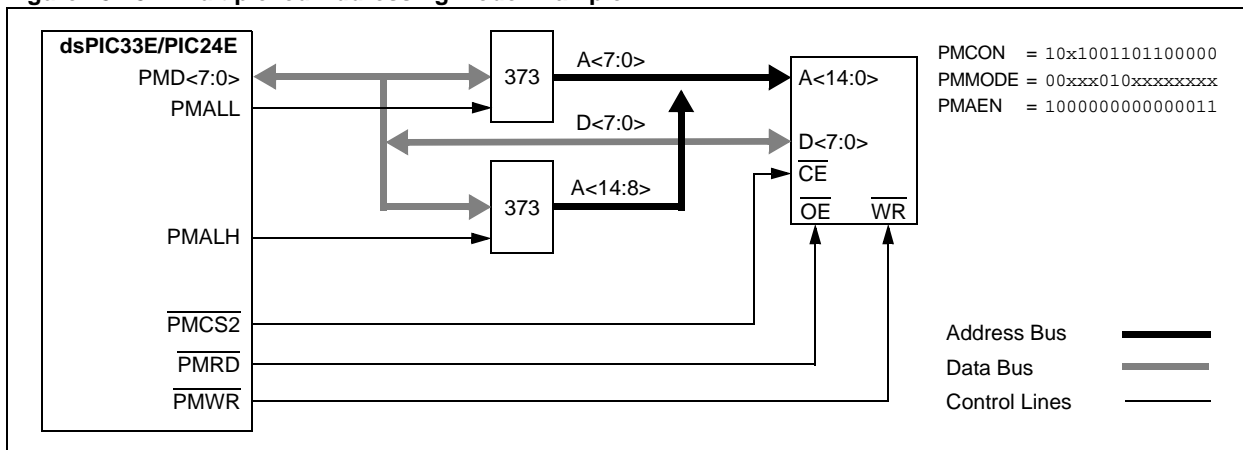 dsPIC33E/PIC24E
PMD<7:0>
PMALL
PMALH
PMCS2
PMRD
PMWR
373
373
A<7:0>
D<7:0>
A<14:8>
A<14:0>
D<7:0>
CE
OE WR
PMCON = 10x1001101100000
PMMODE = 00xxx010xxxxxxxx
PMAEN = 1000000000000011
Address Bus
Data Bus
Control Lines